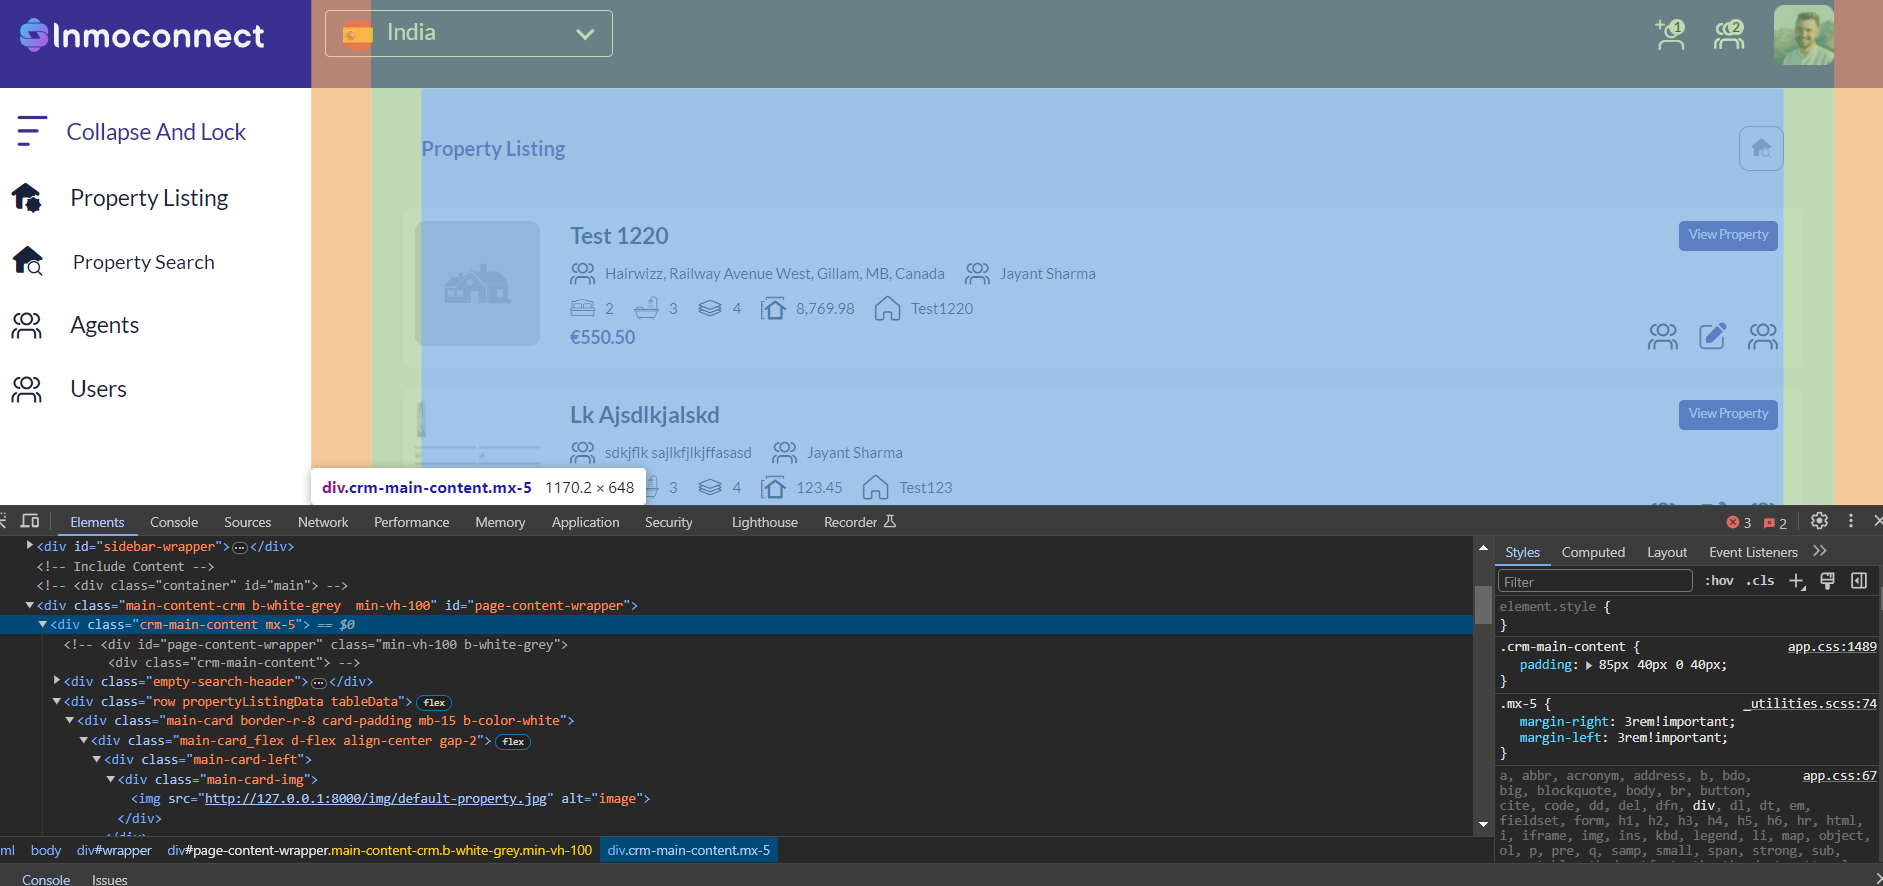 Inmoconnect
India
1
2
Collapse And Lock
Property Listing
Property Search
Agents
Users
Property Listing
Test 1220
View Property
Hairwizz, Railway Avenue West, Gillam, MB, Canada Jayant Sharma
2 3 4 8,769.98 Test1220
€550.50
Lk Ajsdlkjalskd
View Property
sdkjflk sajlkfjlkjffasasd Jayant Sharma
3 4 123.45 Test123
div.crm-main-content.mx-5 1170.2 × 648
Elements Console Sources Network Performance Memory Application Security Lighthouse Recorder 3 2
<div id="sidebar-wrapper"> … </div>
<!-- Include Content -->
<!-- <div class="container" id="main"> -->
<div class="main-content-crm b-white-grey  min-vh-100" id="page-content-wrapper">
<div class="crm-main-content mx-5"> == $0
<!-- <div id="page-content-wrapper" class="min-vh-100 b-white-grey">
<div class="crm-main-content"> -->
<div class="empty-search-header"> … </div>
<div class="row propertyListingData tableData"> flex
<div class="main-card border-r-8 card-padding mb-15 b-color-white">
<div class="main-card_flex d-flex align-center gap-2"> flex
<div class="main-card-left">
<div class="main-card-img">
<img src="http://127.0.0.1:8000/img/default-property.jpg" alt="image">
</div>
ml body div#wrapper div#page-content-wrapper.main-content-crm.b-white-grey.min-vh-100 div.crm-main-content.mx-5
Console Issues
Styles Computed Layout Event Listeners
Filter :hov .cls
element.style {
}
.crm-main-content { app.css:1489
padding: 85px 40px 0 40px;
}
.mx-5 { _utilities.scss:74
margin-right: 3rem!important;
margin-left: 3rem!important;
}
a, abbr, acronym, address, b, bdo, app.css:67
big, blockquote, body, br, button,
cite, code, dd, del, dfn, div, dl, dt, em,
fieldset, form, h1, h2, h3, h4, h5, h6, hr, html,
i, iframe, img, ins, kbd, legend, li, map, object,
ol, p, pre, q, samp, small, span, strong, sub,